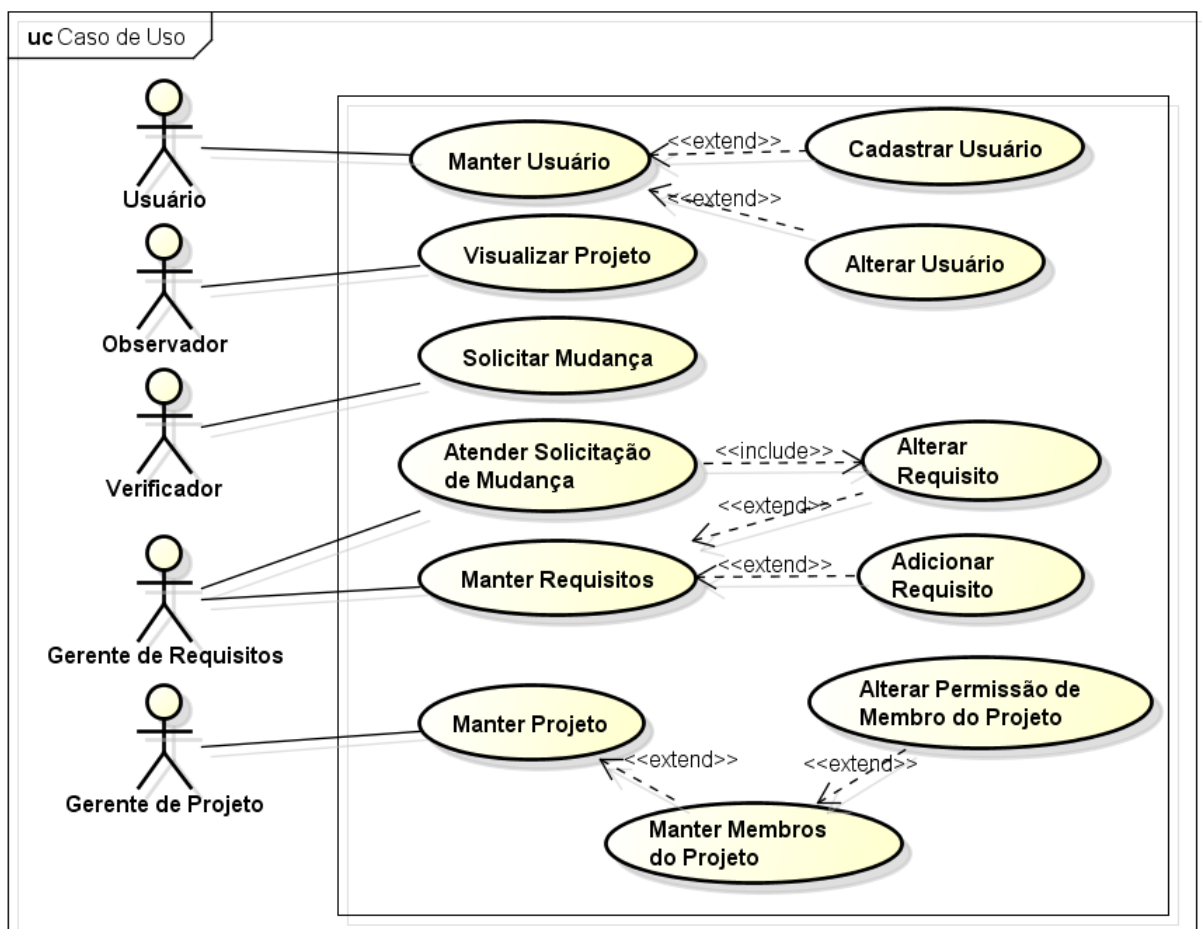 uc Caso de Uso
Usuário
Manter Usuário
<<extend>>
Cadastrar Usuário
<<extend>>
Alterar Usuário
Observador
Visualizar Projeto
Verificador
Solicitar Mudança
Atender Solicitação
de Mudança
<<include>>
Alterar
Requisito
<<extend>>
Gerente de Requisitos
Manter Requisitos
<<extend>>
Adicionar
Requisito
Gerente de Projeto
Manter Projeto
<<extend>>
Alterar Permissão de
Membro do Projeto
<<extend>>
Manter Membros
do Projeto